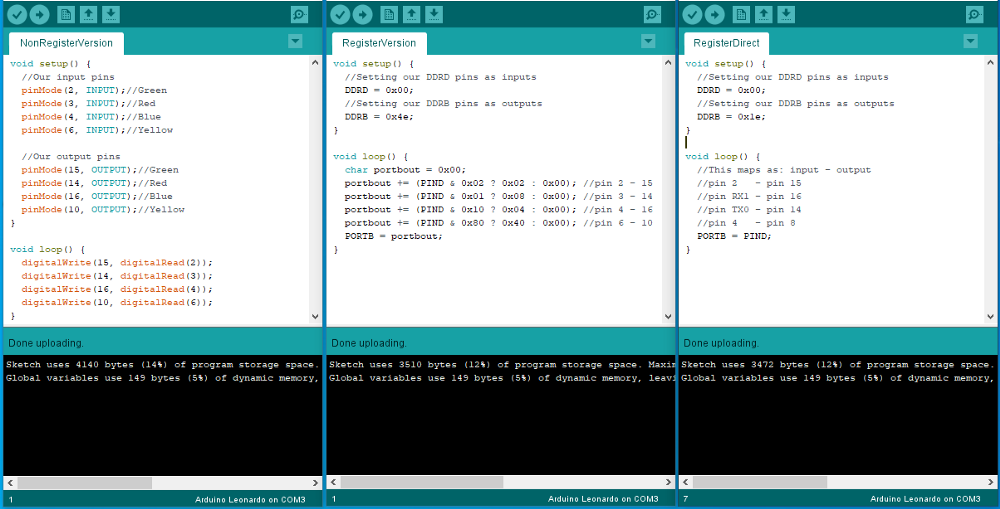 NonRegisterVersion
void setup() {
//Our input pins
pinMode(2, INPUT);//Green
pinMode(3, INPUT);//Red
pinMode(4, INPUT);//Blue
pinMode(6, INPUT);//Yellow
//Our output pins
pinMode(15, OUTPUT);//Green
pinMode(14, OUTPUT);//Red
pinMode(16, OUTPUT);//Blue
pinMode(10, OUTPUT);//Yellow
}
void loop() {
digitalWrite(15, digitalRead(2));
digitalWrite(14, digitalRead(3));
digitalWrite(16, digitalRead(4));
digitalWrite(10, digitalRead(6));
}
Done uploading.
Sketch uses 4140 bytes (14%) of program storage space.
Global variables use 149 bytes (5%) of dynamic memory,
1 Arduino Leonardo on COM3
RegisterVersion
void setup() {
//Setting our DDRD pins as inputs
DDRD = 0x00;
//Setting our DDRB pins as outputs
DDRB = 0x4e;
}
void loop() {
char portbout = 0x00;
portbout += (PIND & 0x02 ? 0x02 : 0x00); //pin 2 - 15
portbout += (PIND & 0x01 ? 0x08 : 0x00); //pin 3 - 14
portbout += (PIND & 0x10 ? 0x04 : 0x00); //pin 4 - 16
portbout += (PIND & 0x80 ? 0x40 : 0x00); //pin 6 - 10
PORTB = portbout;
}
Done uploading.
Sketch uses 3510 bytes (12%) of program storage space. Maxim
Global variables use 149 bytes (5%) of dynamic memory, leavi
1 Arduino Leonardo on COM3
RegisterDirect
void setup() {
//Setting our DDRD pins as inputs
DDRD = 0x00;
//Setting our DDRB pins as outputs
DDRB = 0x1e;
}
void loop() {
//This maps as: input - output
//pin 2 - pin 15
//pin RX1 - pin 16
//pin TX0 - pin 14
//pin 4 - pin 8
PORTB = PIND;
}
Done uploading.
Sketch uses 3472 bytes (12%) of program storage space.
Global variables use 149 bytes (5%) of dynamic memory,
7 Arduino Leonardo on COM3